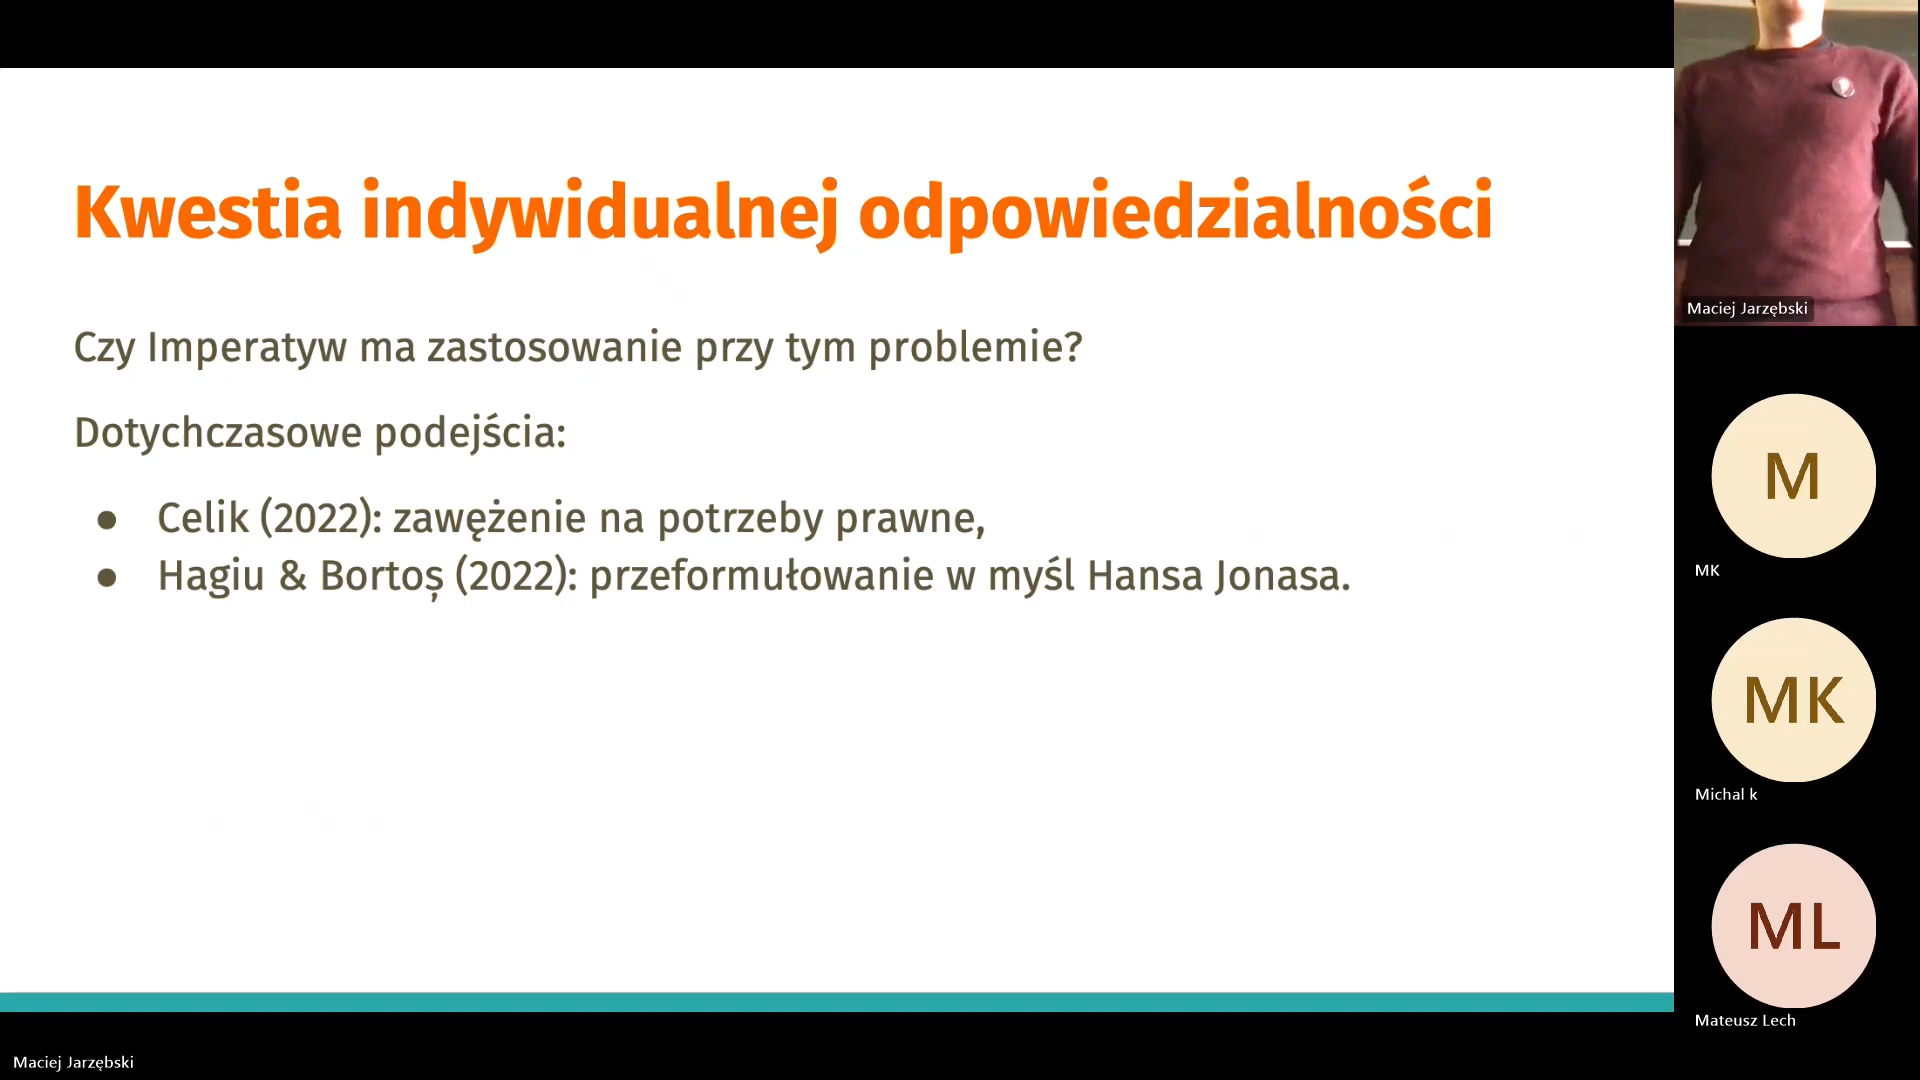 Kwestia indywidualnej odpowiedzialności
Czy Imperatyw ma zastosowanie przy tym problemie?
Dotychczasowe podejścia:
● Celik (2022): zawężenie na potrzeby prawne,
● Hagiu & Bortoș (2022): przeformułowanie w myśl Hansa Jonasa.
Maciej Jarzębski
M
MK
MK
Michal k
ML
Mateusz Lech
Maciej Jarzębski